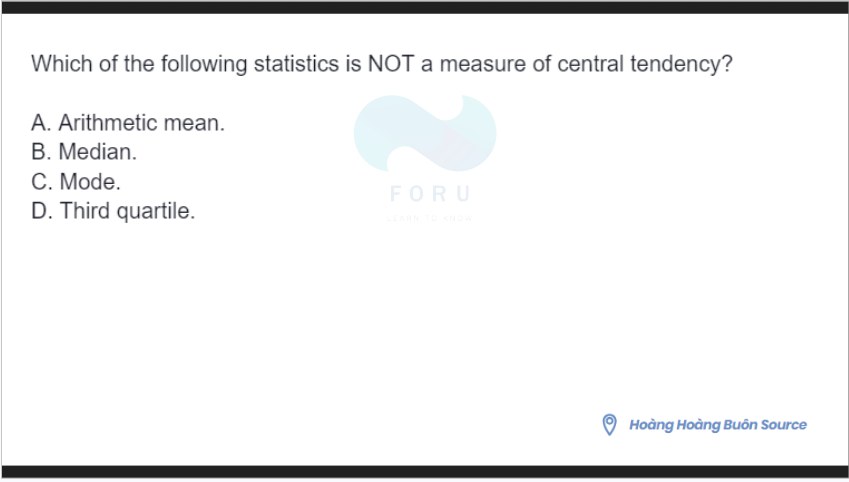 Which of the following statistics is NOT a measure of central tendency?
A. Arithmetic mean.
B. Median.
C. Mode.
D. Third quartile.
FORU
Hoàng Hoàng Buôn Source